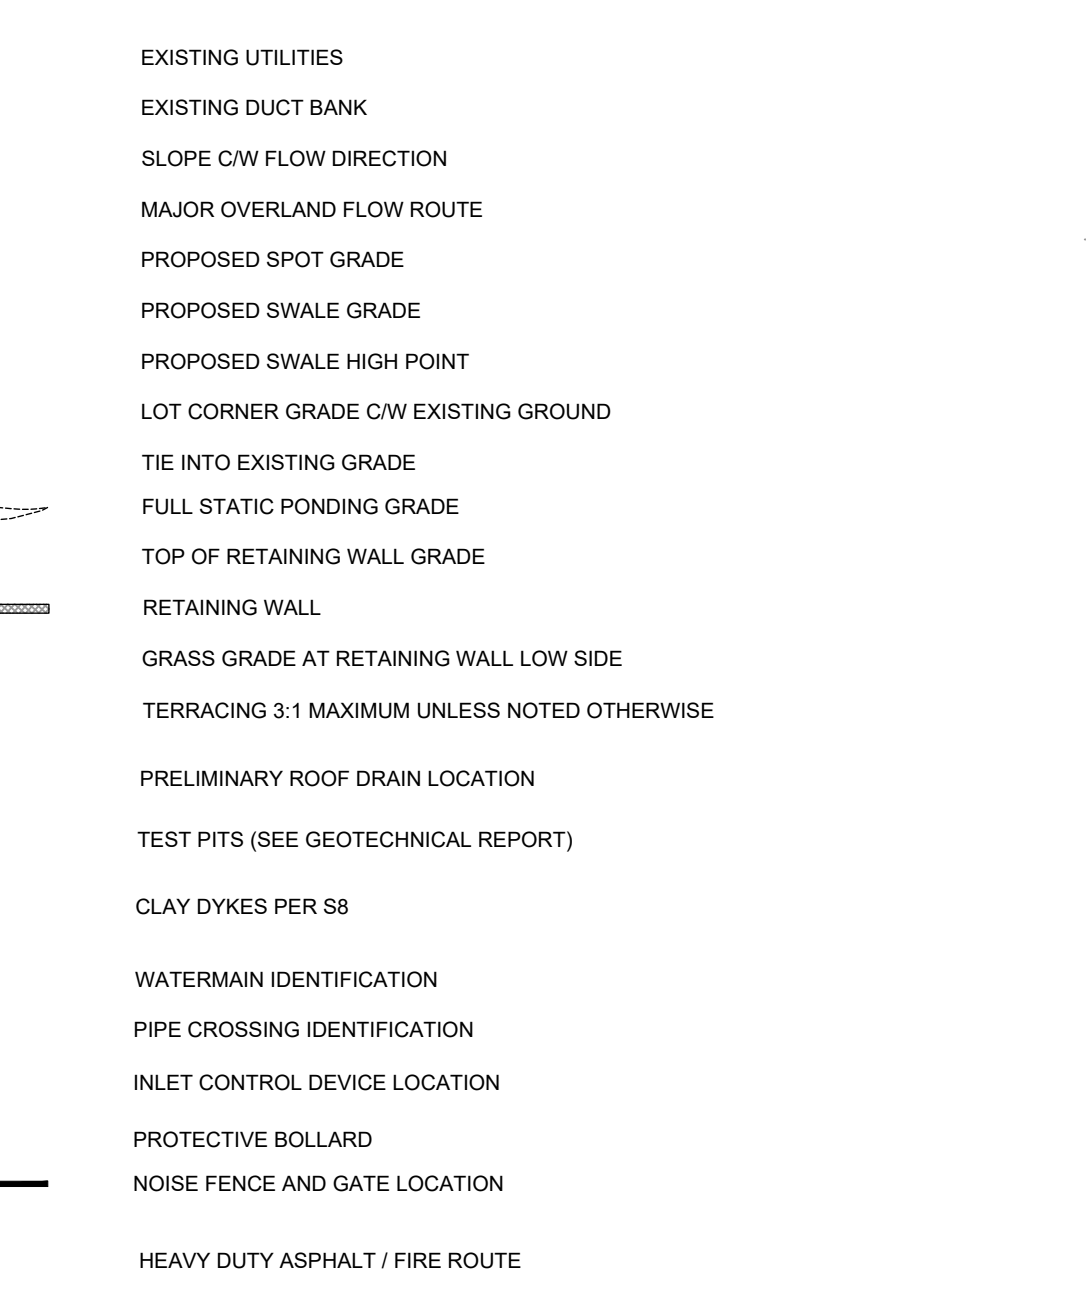 EXISTING UTILITIES
EXISTING DUCT BANK
SLOPE C/W FLOW DIRECTION
MAJOR OVERLAND FLOW ROUTE
PROPOSED SPOT GRADE
PROPOSED SWALE GRADE
PROPOSED SWALE HIGH POINT
LOT CORNER GRADE C/W EXISTING GROUND
TIE INTO EXISTING GRADE
FULL STATIC PONDING GRADE
TOP OF RETAINING WALL GRADE
RETAINING WALL
GRASS GRADE AT RETAINING WALL LOW SIDE
TERRACING 3:1 MAXIMUM UNLESS NOTED OTHERWISE
PRELIMINARY ROOF DRAIN LOCATION
TEST PITS (SEE GEOTECHNICAL REPORT)
CLAY DYKES PER S8
WATERMAIN IDENTIFICATION
PIPE CROSSING IDENTIFICATION
INLET CONTROL DEVICE LOCATION
PROTECTIVE BOLLARD
NOISE FENCE AND GATE LOCATION
HEAVY DUTY ASPHALT / FIRE ROUTE